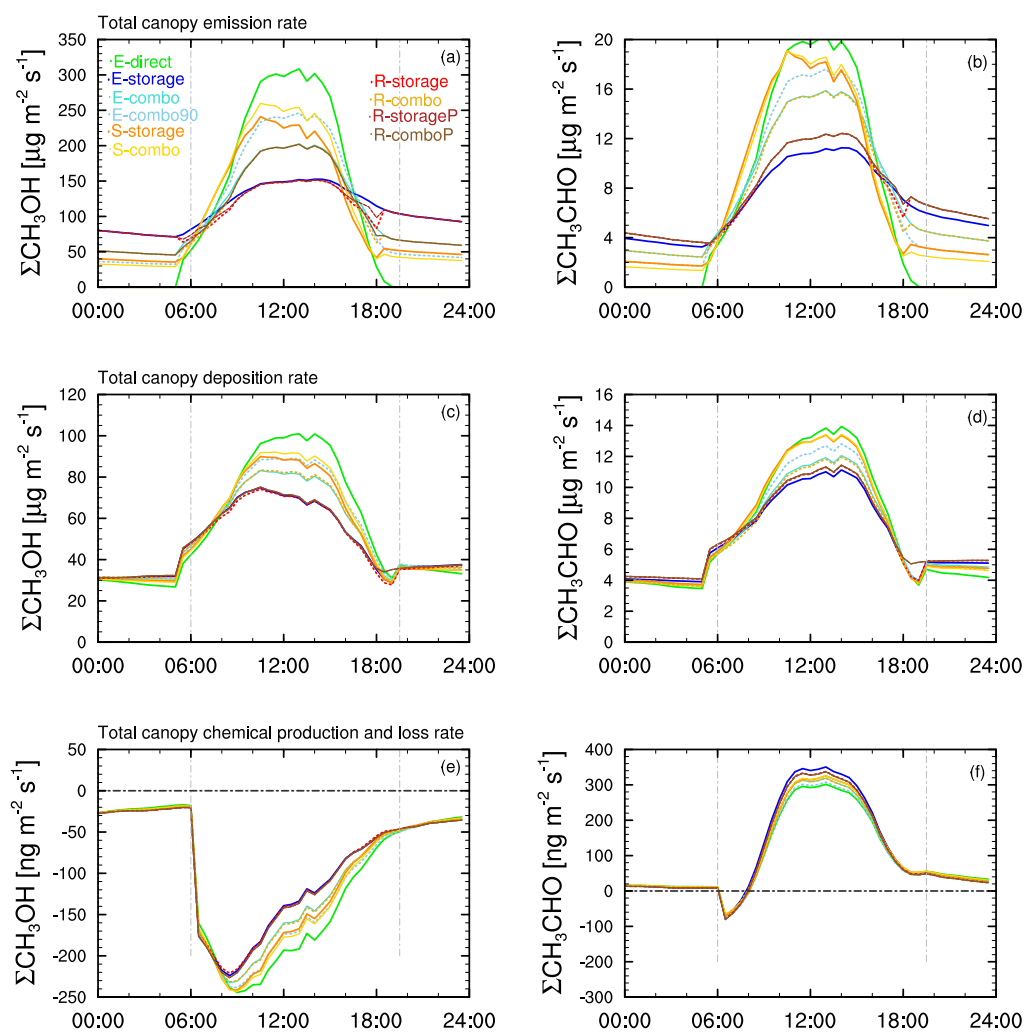 Total canopy emission rate
ΣCH₃OH [µg m⁻² s⁻¹]
350
300
250
200
150
100
50
0
(a)
E-direct
E-storage
E-combo
E-combo90
S-storage
S-combo
R-storage
R-combo
R-storageP
R-comboP
00:00 06:00 12:00 18:00 24:00
ΣCH₃CHO [µg m⁻² s⁻¹]
20
16
12
8
4
0
(b)
00:00 06:00 12:00 18:00 24:00
Total canopy deposition rate
ΣCH₃OH [µg m⁻² s⁻¹]
120
100
80
60
40
20
0
(c)
00:00 06:00 12:00 18:00 24:00
ΣCH₃CHO [µg m⁻² s⁻¹]
16
14
12
10
8
6
4
2
0
(d)
00:00 06:00 12:00 18:00 24:00
Total canopy chemical production and loss rate
ΣCH₃OH [ng m⁻² s⁻¹]
50
0
-50
-100
-150
-200
-250
(e)
00:00 06:00 12:00 18:00 24:00
ΣCH₃CHO [ng m⁻² s⁻¹]
400
300
200
100
0
-100
-200
-300
(f)
00:00 06:00 12:00 18:00 24:00